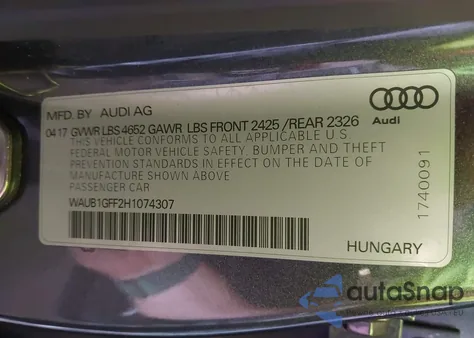 MFD. BY AUDI AG
Audi
04 17 GVWR LBS 4652 GAWR LBS FRONT 2425 /REAR 2326
THIS VEHICLE CONFORMS TO ALL APPLICABLE U.S.
FEDERAL MOTOR VEHICLE SAFETY, BUMPER AND THEFT
PREVENTION STANDARDS IN EFFECT ON THE DATE OF
MANUFACTURE SHOWN ABOVE
PASSENGER CAR
WAUB1GFF2H1074307
HUNGARY
1740091
autoSnap